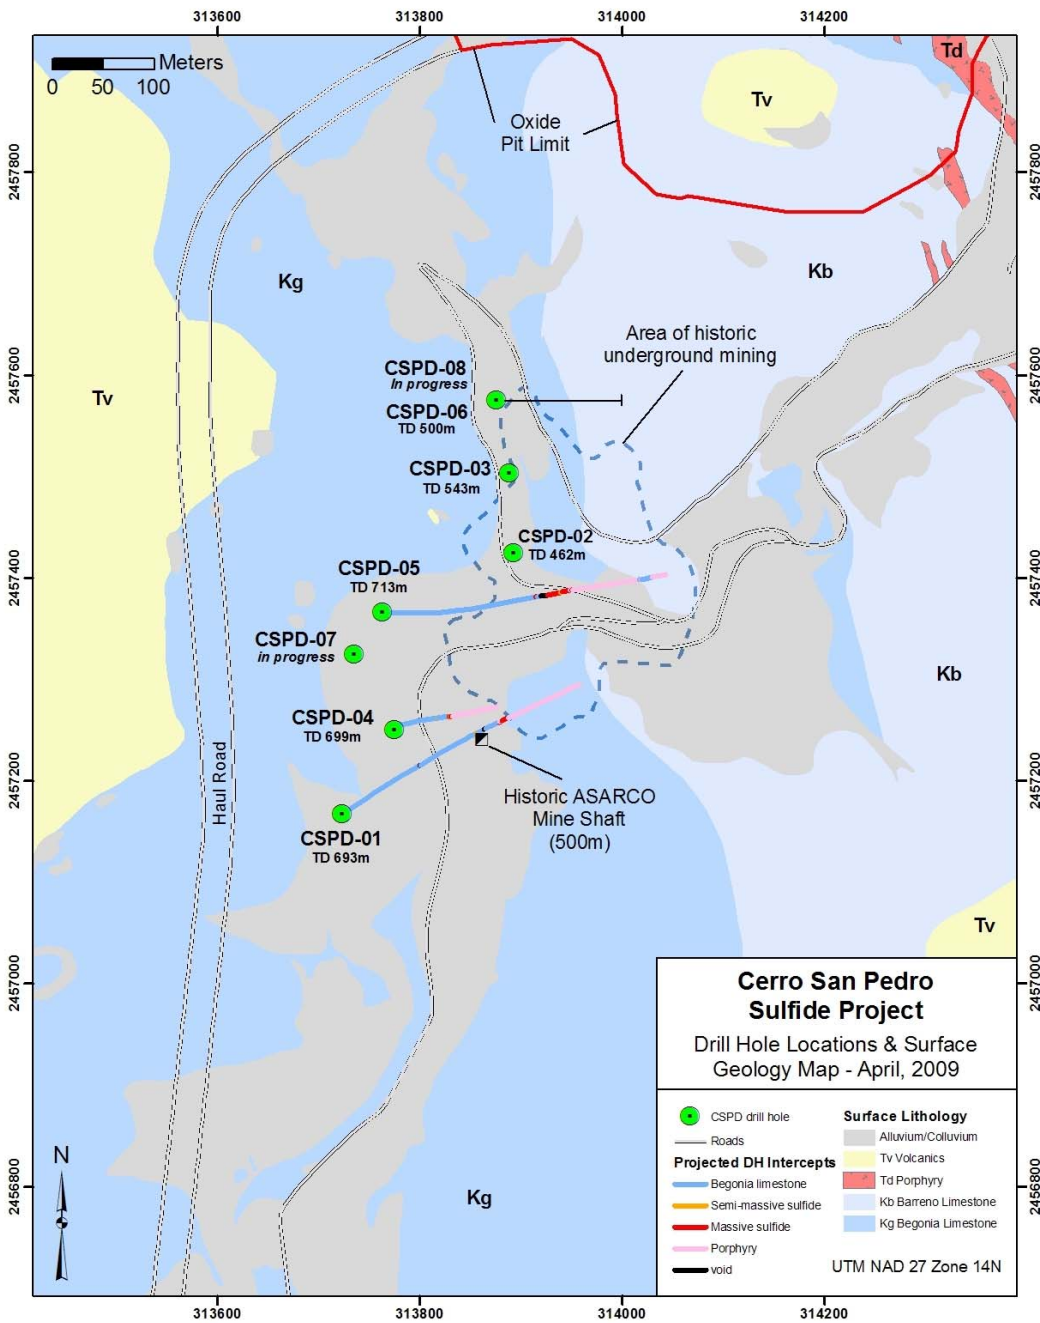 313600
313800
314000
314200
Meters
0 50 100
Td
Tv
Oxide
Pit Limit
2457800
2457800
Kg
Kb
Area of historic
underground mining
2457600
2457600
CSPD-08
In progress
CSPD-06
TD 500m
Tv
CSPD-03
TD 543m
CSPD-02
TD 462m
2457400
2457400
CSPD-05
TD 713m
CSPD-07
in progress
Kb
CSPD-04
TD 699m
Haul Road
2457200
2457200
Historic ASARCO
Mine Shaft
(500m)
CSPD-01
TD 693m
Tv
2457000
2457000
Cerro San Pedro
Sulfide Project
Drill Hole Locations & Surface
Geology Map - April, 2009
CSPD drill hole
Roads
Projected DH Intercepts
Begonia limestone
Semi-massive sulfide
Massive sulfide
Porphyry
void
Surface Lithology
Alluvium/Colluvium
Tv Volcanics
Td Porphyry
Kb Barreno Limestone
Kg Begonia Limestone
UTM NAD 27 Zone 14N
N
2456800
2456800
Kg
313600
313800
314000
314200